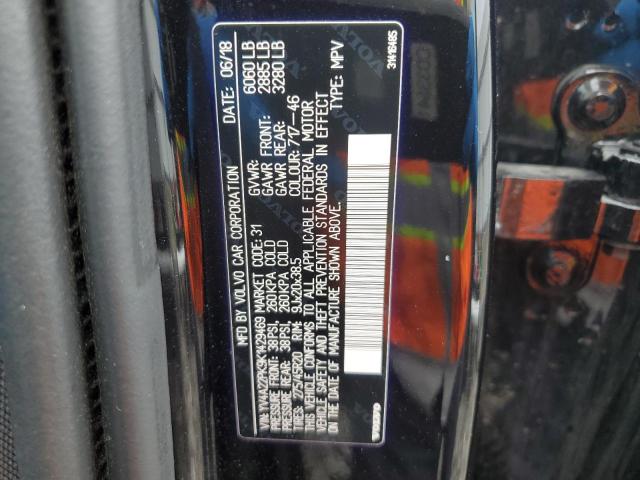 MFD. BY VOLVO CAR CORPORATION DATE: 06/18
VIN: YV4A22PK9K1429469 MARKET CODE: 31 GVWR: 6060 LB
PRESSURE FRONT: 38PSI, 260KPA COLD GAWR FRONT: 2885 LB
PRESSURE REAR: 38PSI, 260KPA COLD GAWR REAR: 3280 LB
TIRES: 275/45R20 RIM: 9Jx20x38.5 COLOUR: 717-46
THIS VEHICLE CONFORMS TO ALL APPLICABLE FEDERAL MOTOR
VEHICLE SAFETY AND THEFT PREVENTION STANDARDS IN EFFECT
ON THE DATE OF MANUFACTURE SHOWN ABOVE. TYPE: MPV
31416485
VOLVO